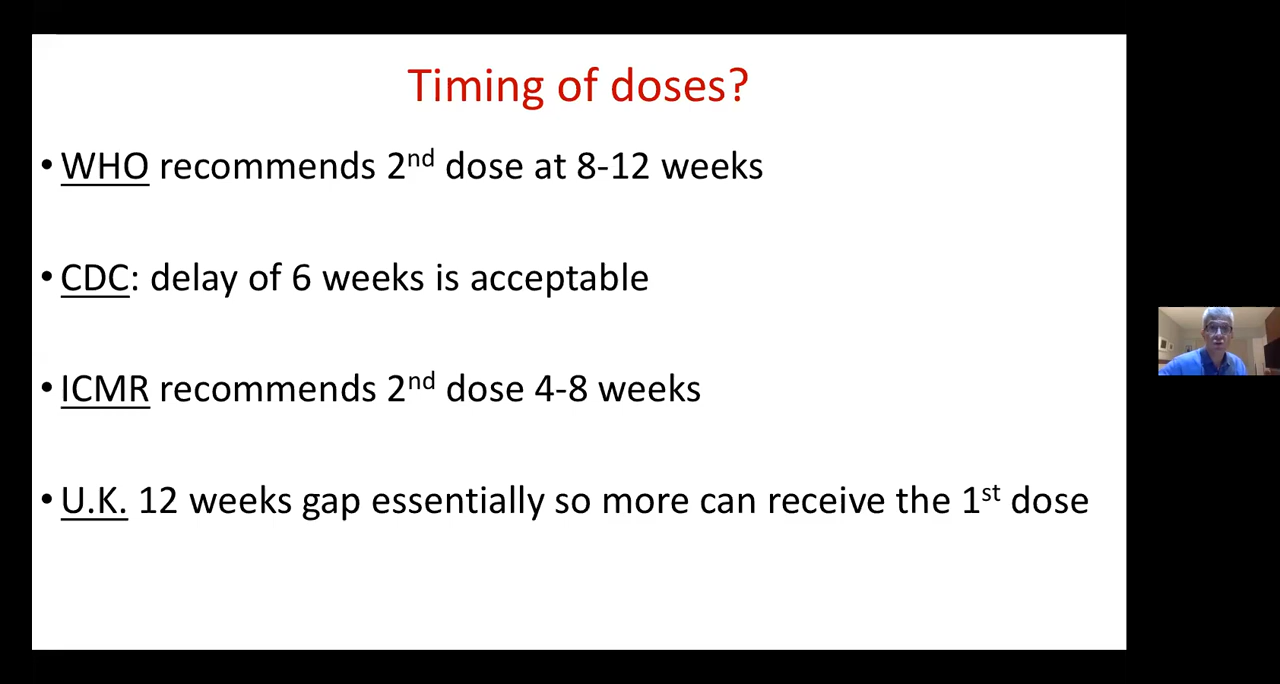 Timing of doses?
• WHO recommends 2nd dose at 8-12 weeks
• CDC: delay of 6 weeks is acceptable
• ICMR recommends 2nd dose 4-8 weeks
• U.K. 12 weeks gap essentially so more can receive the 1st dose